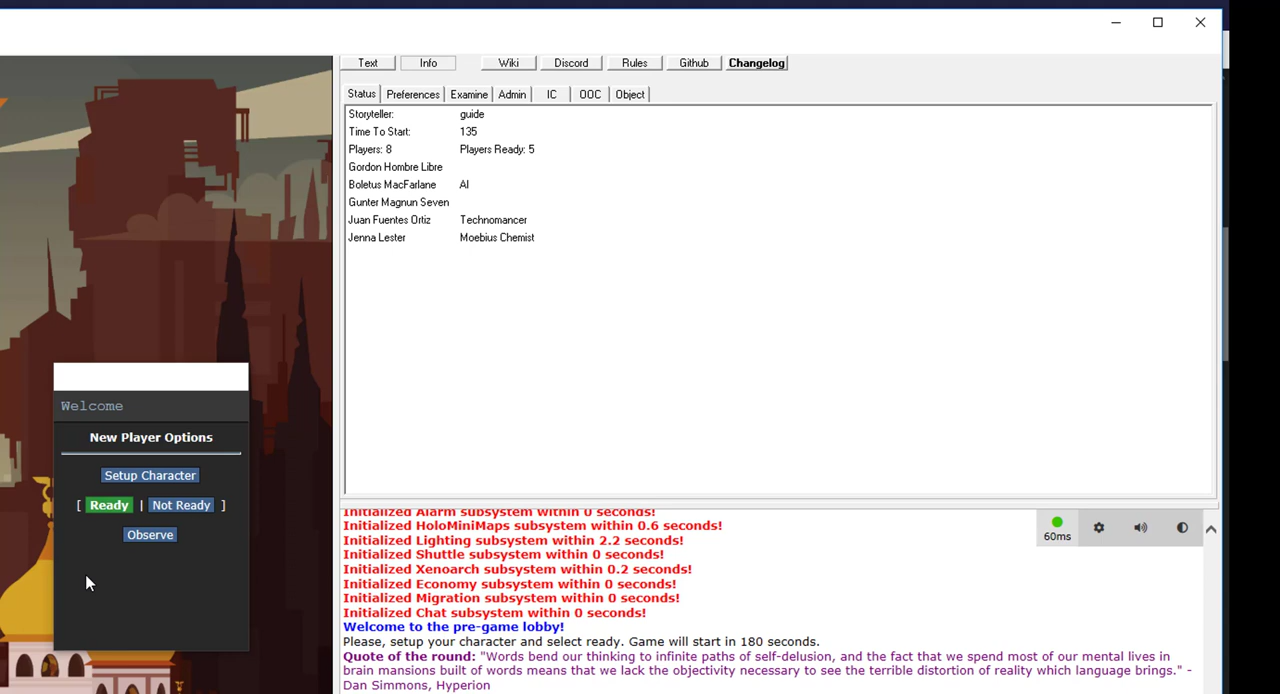 Text Info Wiki Discord Rules Github Changelog
Status Preferences Examine Admin IC OOC Object
Storyteller: guide
Time To Start: 135
Players: 8 Players Ready: 5
Gordon Hombre Libre
Boletus MacFarlane AI
Gunter Magnun Seven
Juan Fuentes Ortiz Technomancer
Jenna Lester Moebius Chemist
Welcome
New Player Options
Setup Character
[ Ready | Not Ready ]
Observe
Initialized Alarm subsystem within 0 seconds!
Initialized HoloMiniMaps subsystem within 0.6 seconds!
Initialized Lighting subsystem within 2.2 seconds!
Initialized Shuttle subsystem within 0 seconds!
Initialized Xenoarch subsystem within 0.2 seconds!
Initialized Economy subsystem within 0 seconds!
Initialized Migration subsystem within 0 seconds!
Initialized Chat subsystem within 0 seconds!
Welcome to the pre-game lobby!
Please, setup your character and select ready. Game will start in 180 seconds.
Quote of the round: "Words bend our thinking to infinite paths of self-delusion, and the fact that we spend most of our mental lives in
brain mansions built of words means that we lack the objectivity necessary to see the terrible distortion of reality which language brings." -
Dan Simmons, Hyperion
60ms